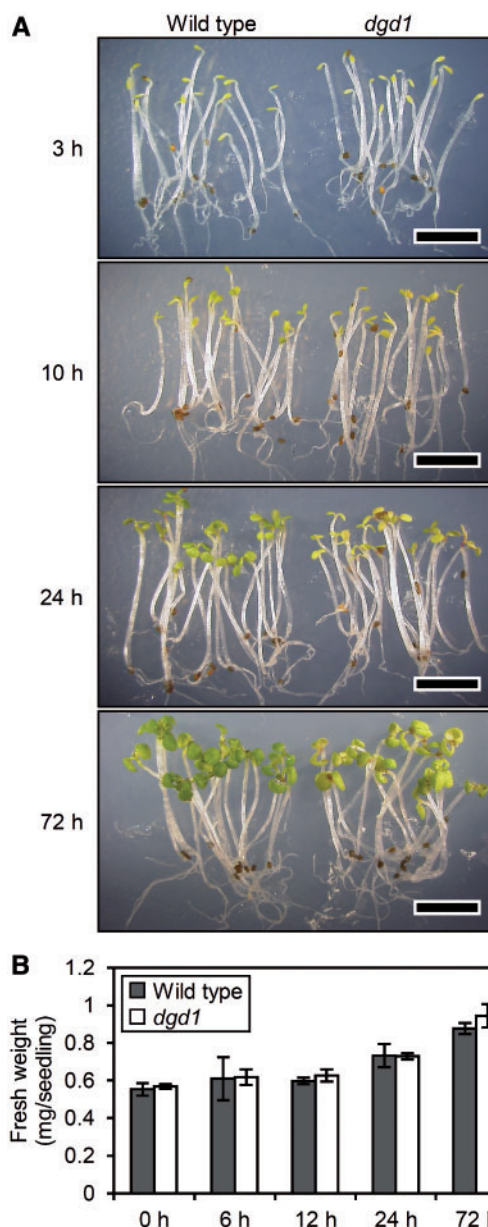 A
Wild type dgd1
3 h
10 h
24 h
72 h
B
Fresh weight
(mg/seedling)
1.2
1
0.8
0.6
0.4
0.2
0
Wild type
dgd1
0 h 6 h 12 h 24 h 72 h